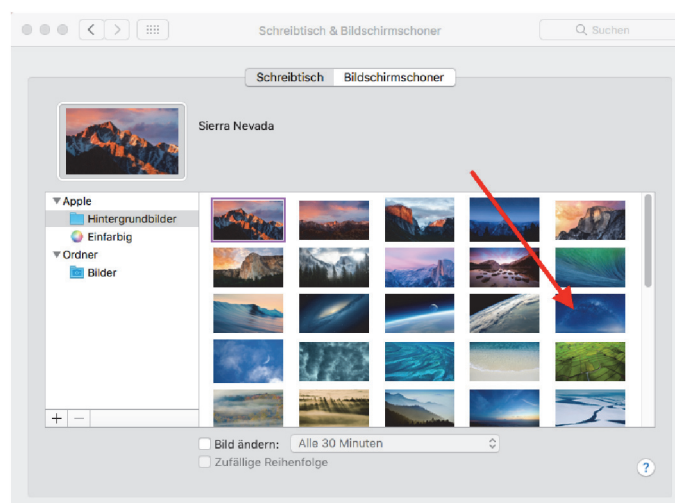 Schreibtisch & Bildschirmschoner
Suchen
Schreibtisch Bildschirmschoner
Sierra Nevada
Apple
Hintergrundbilder
Einfarbig
Ordner
Bilder
+ −
Bild ändern: Alle 30 Minuten
Zufällige Reihenfolge
?